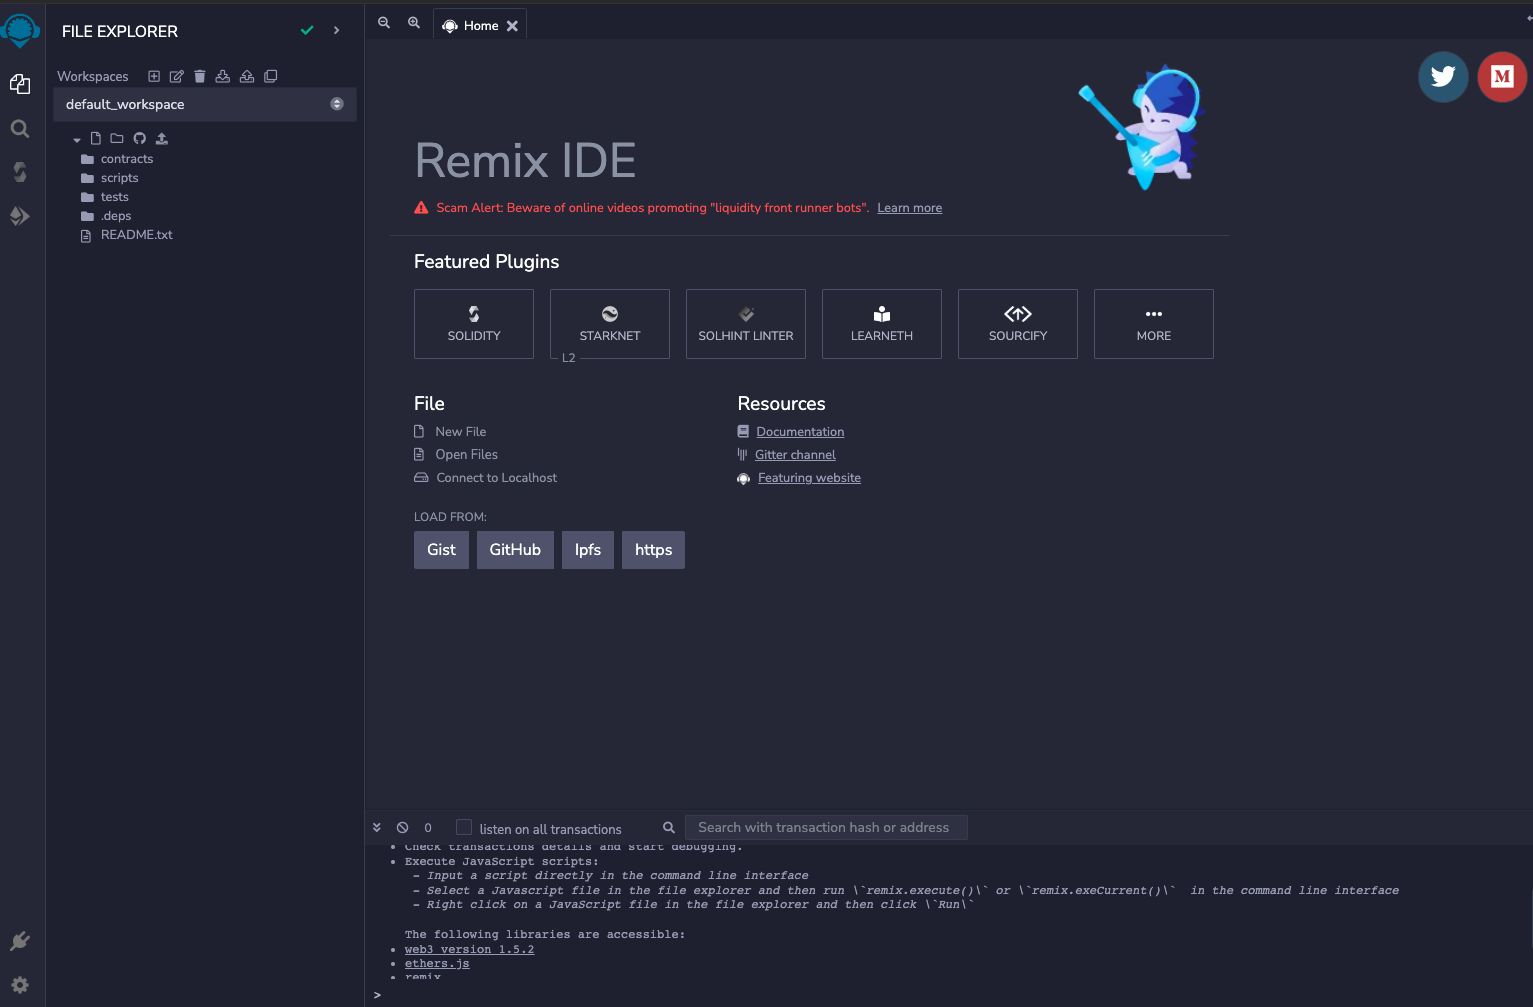 FILE EXPLORER
Workspaces
default_workspace
contracts
scripts
tests
.deps
README.txt
Home
Remix IDE
Scam Alert: Beware of online videos promoting "liquidity front runner bots". Learn more
Featured Plugins
SOLIDITY
STARKNET
L2
SOLHINT LINTER
LEARNETH
SOURCIFY
MORE
File
New File
Open Files
Connect to Localhost
LOAD FROM:
Gist GitHub Ipfs https
Resources
Documentation
Gitter channel
Featuring website
M
0 listen on all transactions Search with transaction hash or address
• Check transactions details and start debugging.
• Execute JavaScript scripts:
- Input a script directly in the command line interface
- Select a Javascript file in the file explorer and then run \`remix.execute()\` or \`remix.exeCurrent()\` in the command line interface
- Right click on a JavaScript file in the file explorer and then click \`Run\`
The following libraries are accessible:
• web3 version 1.5.2
• ethers.js
• remix
>